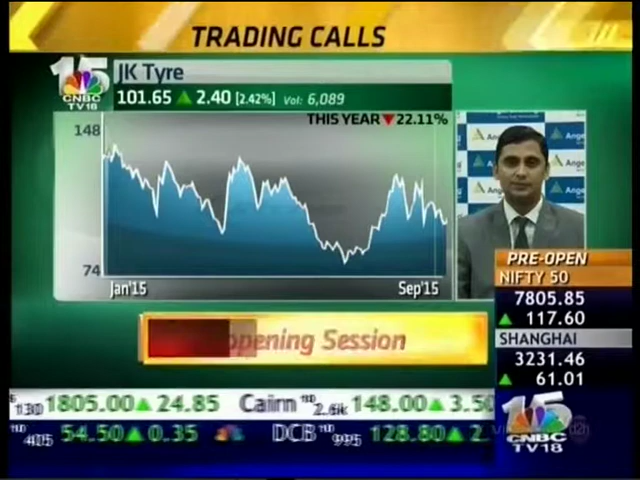 TRADING CALLS
15
CNBC
TV18
JK Tyre
101.65 ▲ 2.40 [2.42%] Vol: 6,089
THIS YEAR ▼22.11%
148
74
Jan'15
Sep'15
Angel
PRE-OPEN
NIFTY 50
7805.85
▲ 117.60
SHANGHAI
3231.46
▲ 61.01
opening Session
130 1805.00▲ 24.85 Cairn 148.00▲ 3.50
405 54.50▲ 0.35 DCB 995 128.80▲ 2
15
CNBC
TV18